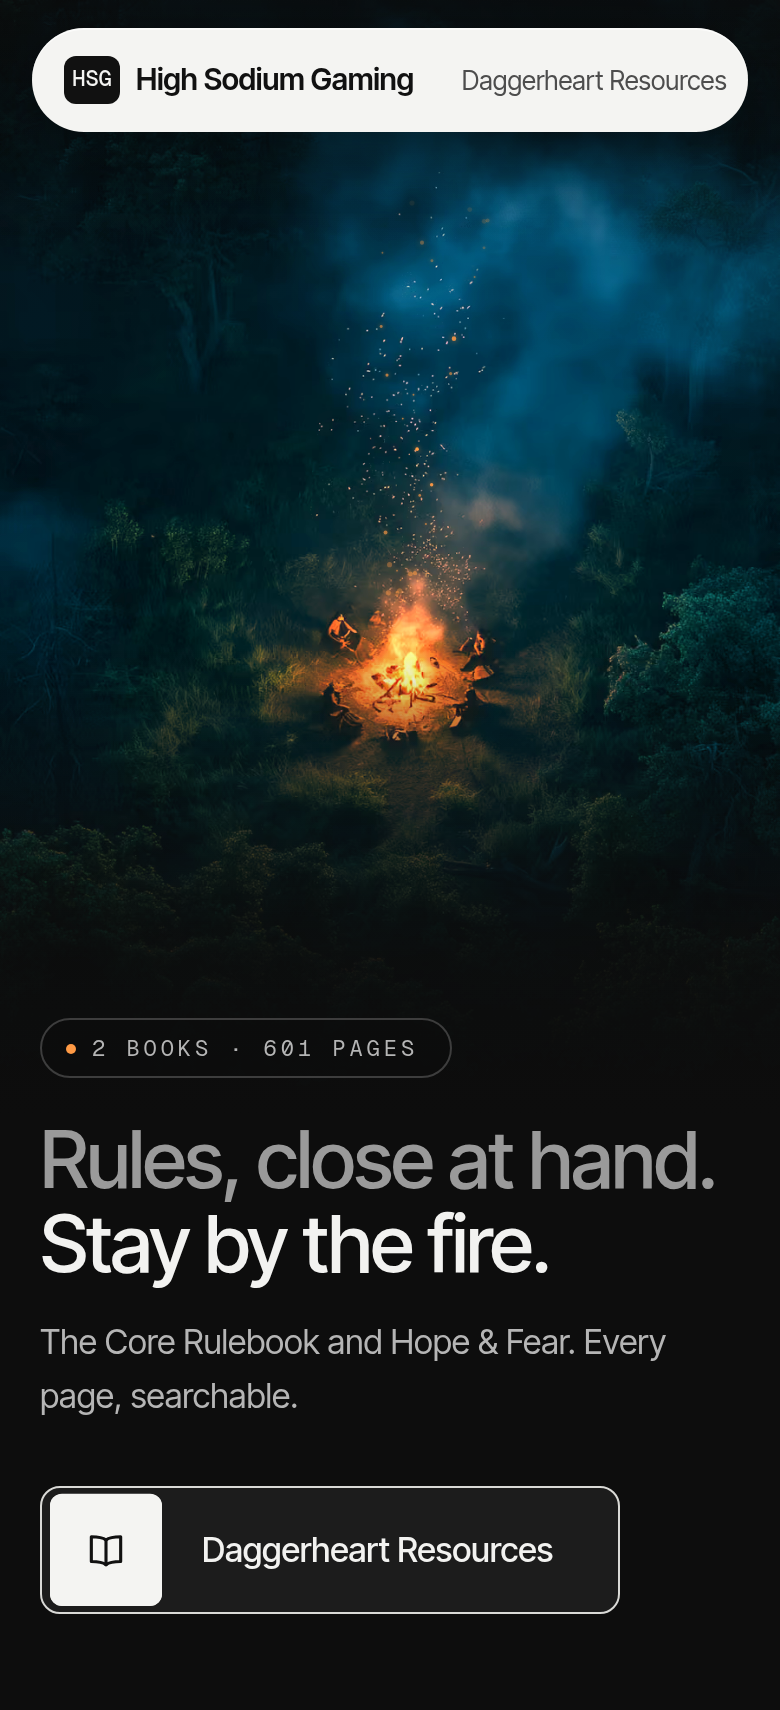 HSG High Sodium Gaming Daggerheart Resources
2 BOOKS · 601 PAGES
Rules, close at hand.
Stay by the fire.
The Core Rulebook and Hope & Fear. Every
page, searchable.
Daggerheart Resources